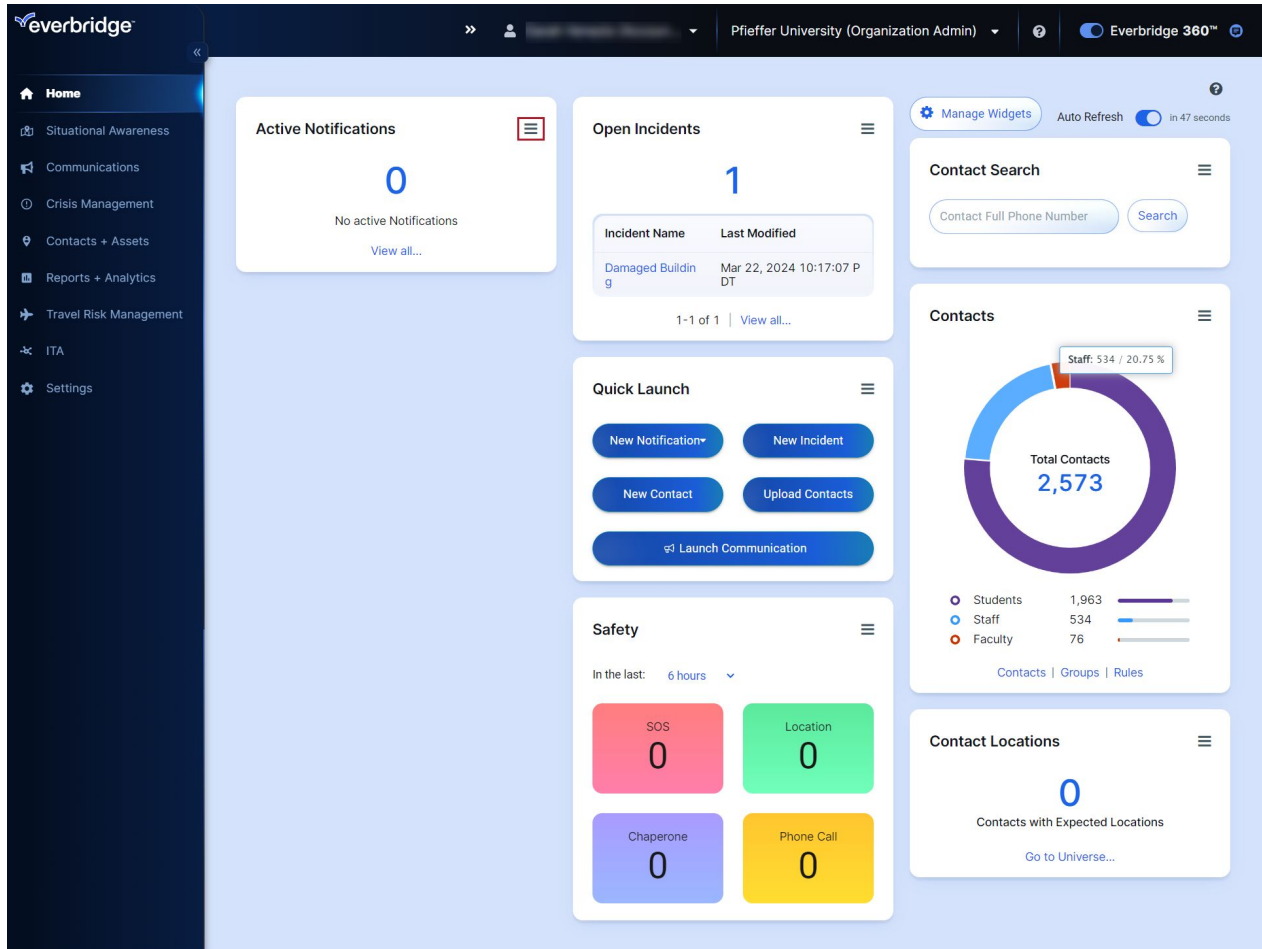 everbridge
Pfieffer University (Organization Admin)
Everbridge 360™
Home
Situational Awareness
Communications
Crisis Management
Contacts + Assets
Reports + Analytics
Travel Risk Management
ITA
Settings
Active Notifications
0
No active Notifications
View all...
Open Incidents
1
Incident Name Last Modified
Damaged Buildin Mar 22, 2024 10:17:07 P
g DT
1-1 of 1 | View all...
Quick Launch
New Notification New Incident
New Contact Upload Contacts
Launch Communication
Safety
In the last: 6 hours
SOS
0
Location
0
Chaperone
0
Phone Call
0
Manage Widgets Auto Refresh in 47 seconds
Contact Search
Contact Full Phone Number Search
Contacts
Staff: 534 / 20.75 %
Total Contacts
2,573
Students 1,963
Staff 534
Faculty 76
Contacts | Groups | Rules
Contact Locations
0
Contacts with Expected Locations
Go to Universe...